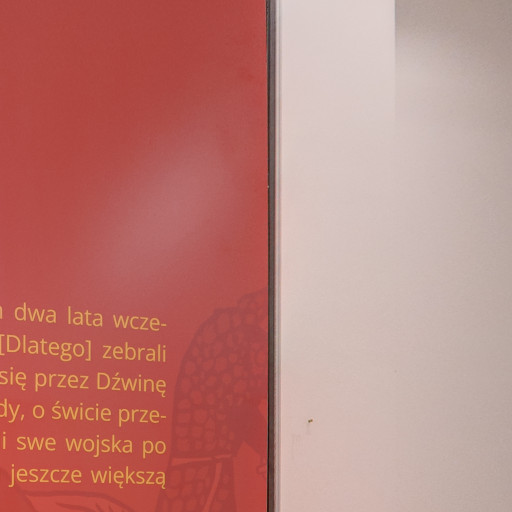 dwa lata wcze-
[Dlatego] zebrali
się przez Dźwinę
dy, o świcie prze-
i swe wojska po
jeszcze większą